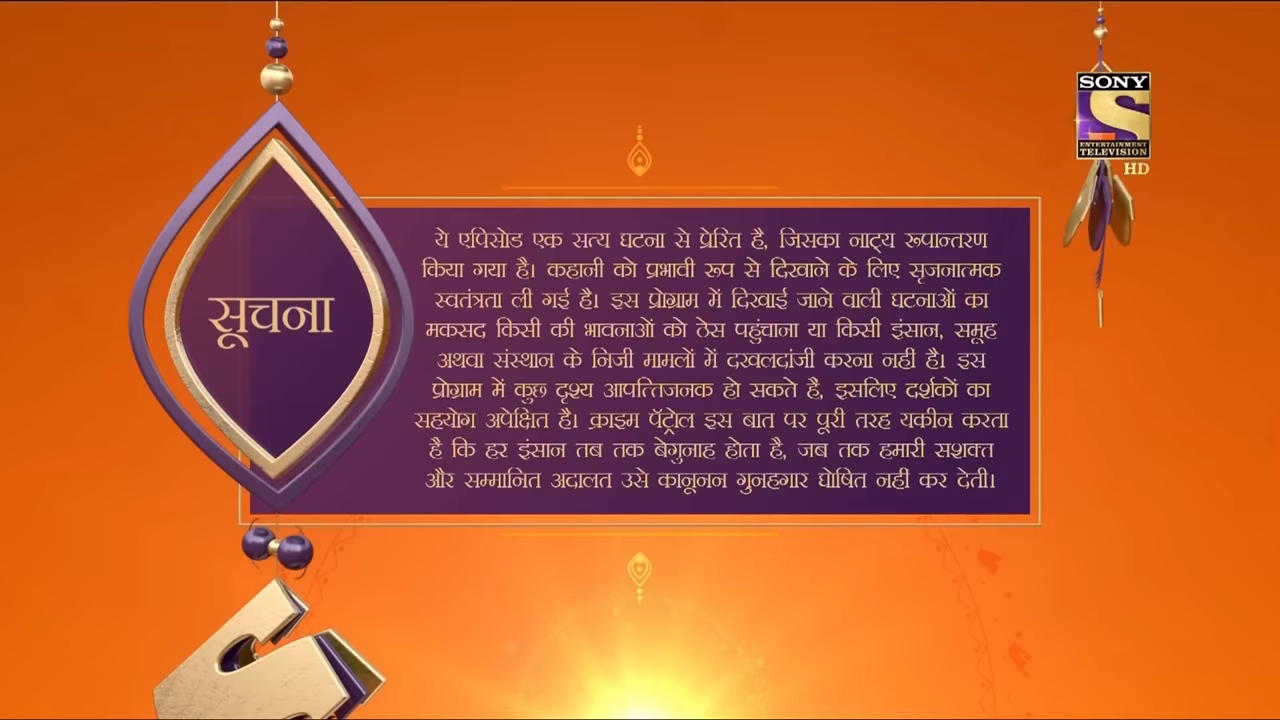 SONY
ENTERTAINMENT
TELEVISION
HD
सूचना
ये एपिसोड एक सत्य घटना से प्रेरित है, जिसका नाट्य रूपान्तरण
किया गया है। कहानी को प्रभावी रूप से दिखाने के लिए सृजनात्मक
स्वतंत्रता ली गई है। इस प्रोग्राम में दिखाई जाने वाली घटनाओं का
मकसद किसी की भावनाओं को ठेस पहुंचाना या किसी इंसान, समूह
अथवा संस्थान के निजी मामलों में दखलदांजी करना नहीं है। इस
प्रोग्राम में कुछ दृश्य आपत्तिजनक हो सकते हैं, इसलिए दर्शकों का
सहयोग अपेक्षित है। क्राइम पॅट्रोल इस बात पर पूरी तरह यकीन करता
है कि हर इंसान तब तक बेगुनाह होता है, जब तक हमारी सशक्त
और सम्मानित अदालत उसे कानूनन गुनहगार घोषित नहीं कर देती।